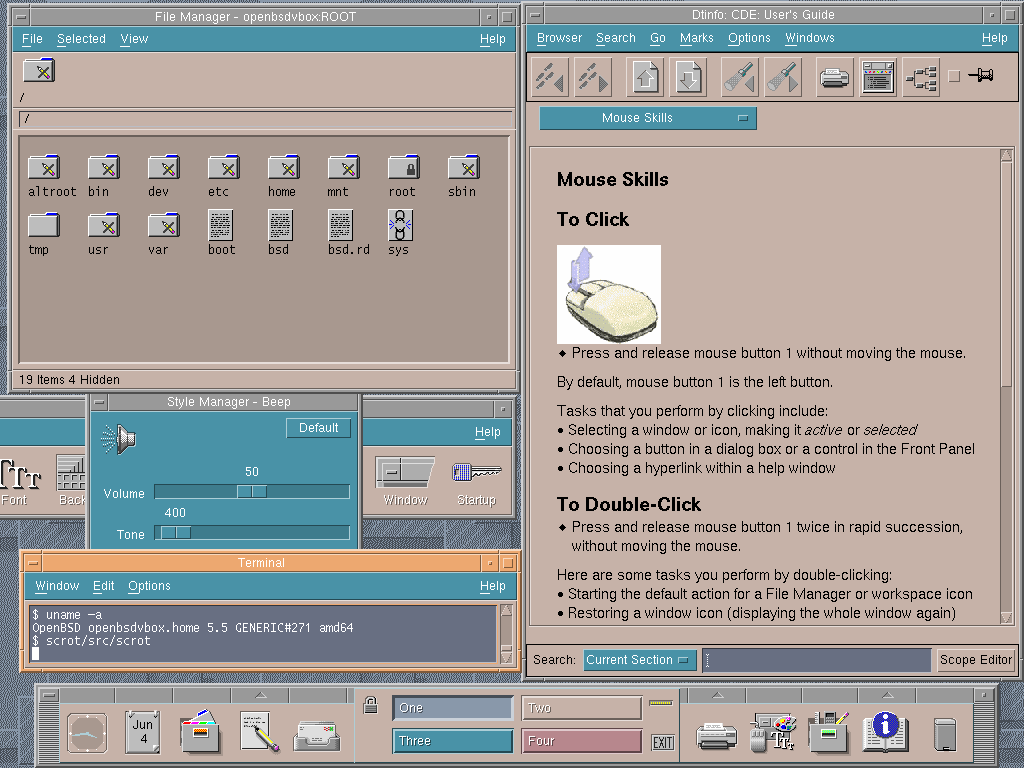 File Manager - openbsdvbox:ROOT
File Selected View Help
/
/
altroot bin dev etc home mnt root sbin
tmp usr var boot bsd bsd.rd sys
19 Items 4 Hidden
Style Manager - Beep
Default
Help
50
Volume
400
Tone
Font
Window
Startup
Terminal
Window Edit Options Help
$ uname -a
OpenBSD openbsdvbox.home 5.5 GENERIC#271 amd64
$ scrot/src/scrot
Dtinfo: CDE: User's Guide
Browser Search Go Marks Options Windows Help
Mouse Skills
Mouse Skills
To Click
◆ Press and release mouse button 1 without moving the mouse.
By default, mouse button 1 is the left button.
Tasks that you perform by clicking include:
• Selecting a window or icon, making it active or selected
• Choosing a button in a dialog box or a control in the Front Panel
• Choosing a hyperlink within a help window
To Double-Click
◆ Press and release mouse button 1 twice in rapid succession,
without moving the mouse.
Here are some tasks you perform by double-clicking:
• Starting the default action for a File Manager or workspace icon
• Restoring a window icon (displaying the whole window again)
Search: Current Section Scope Editor
Jun
4
One Two
Three Four
EXIT